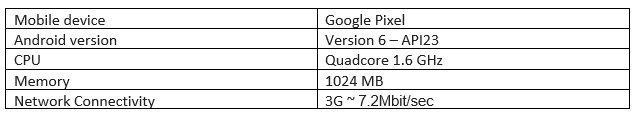 Mobile device Google Pixel
Android version Version 6 – API23
CPU Quadcore 1.6 GHz
Memory 1024 MB
Network Connectivity 3G ~ 7.2Mbit/sec